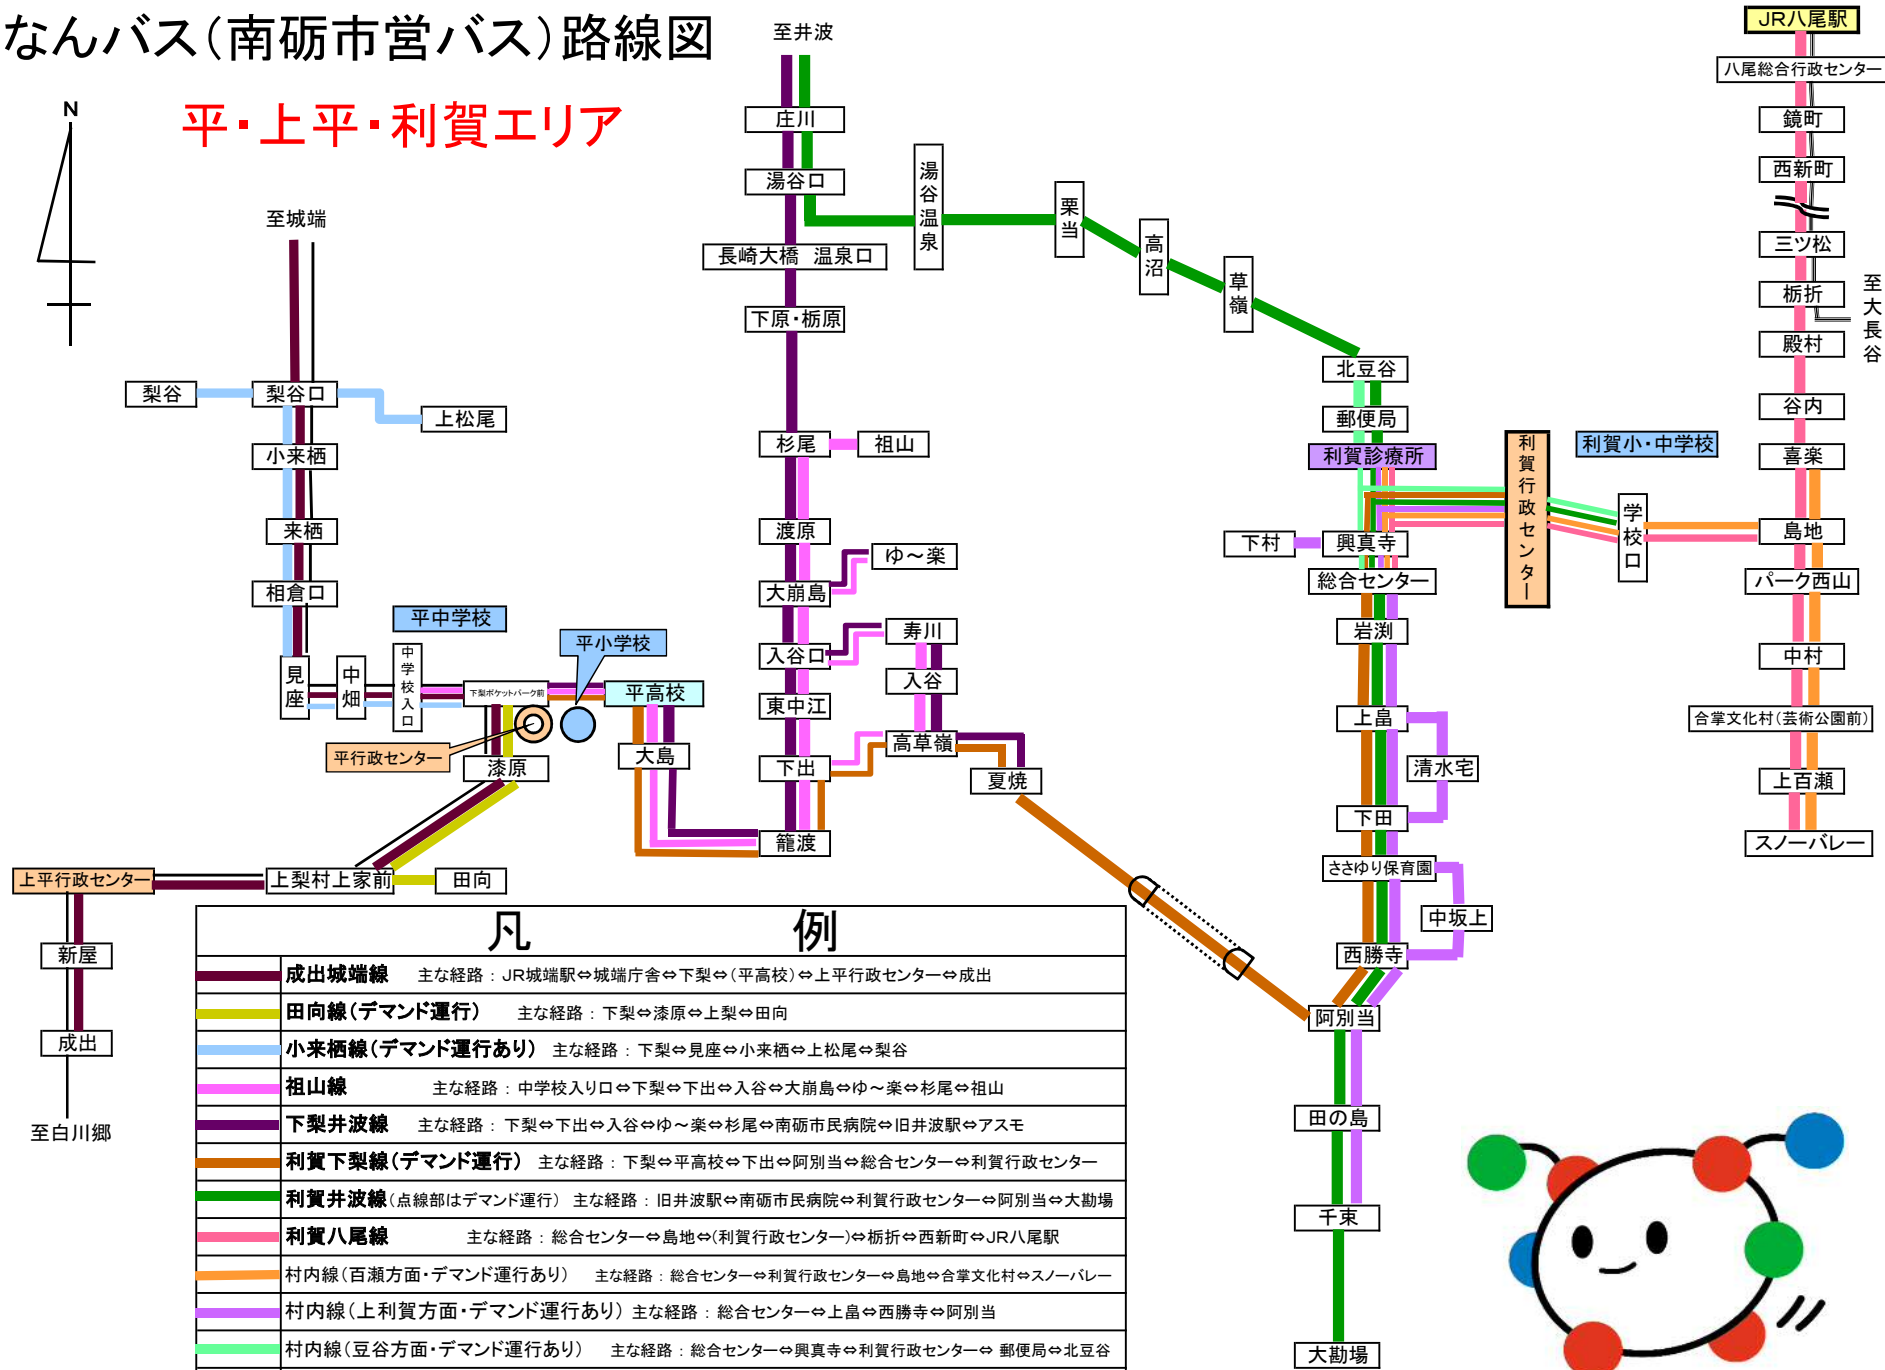 なんバス(南砺市営バス)路線図
平・上平・利賀エリア
N
至城端
梨谷
梨谷口
上松尾
小来栖
来栖
相倉口
平中学校
平小学校
見座
中畑
中学校入口
下梨ポケットパーク前
平高校
平行政センター
漆原
大島
上平行政センター
上梨村上家前
田向
新屋
成出
至白川郷
至井波
庄川
湯谷口
長崎大橋 温泉口
下原・栃原
杉尾
祖山
渡原
ゆ〜楽
大崩島
寿川
入谷口
入谷
東中江
高草嶺
下出
夏焼
籠渡
湯谷温泉
栗当
高沼
草嶺
北豆谷
郵便局
利賀診療所
下村
興真寺
総合センター
岩渕
上畠
清水宅
下田
ささゆり保育園
中坂上
西勝寺
阿別当
田の島
千束
大勘場
利賀行政センター
利賀小・中学校
学校口
JR八尾駅
八尾総合行政センター
鏡町
西新町
三ツ松
栃折
至大長谷
殿村
谷内
喜楽
島地
パーク西山
中村
合掌文化村(芸術公園前)
上百瀬
スノーバレー
凡 例
成出城端線 主な経路:JR城端駅⇔城端庁舎⇔下梨⇔(平高校)⇔上平行政センター⇔成出
田向線(デマンド運行) 主な経路:下梨⇔漆原⇔上梨⇔田向
小来栖線(デマンド運行あり) 主な経路:下梨⇔見座⇔小来栖⇔上松尾⇔梨谷
祖山線 主な経路:中学校入り口⇔下梨⇔下出⇔入谷⇔大崩島⇔ゆ〜楽⇔杉尾⇔祖山
下梨井波線 主な経路:下梨⇔下出⇔入谷⇔ゆ〜楽⇔杉尾⇔南砺市民病院⇔旧井波駅⇔アスモ
利賀下梨線(デマンド運行) 主な経路:下梨⇔平高校⇔下出⇔阿別当⇔総合センター⇔利賀行政センター
利賀井波線(点線部はデマンド運行) 主な経路:旧井波駅⇔南砺市民病院⇔利賀行政センター⇔阿別当⇔大勘場
利賀八尾線 主な経路:総合センター⇔島地⇔(利賀行政センター)⇔栃折⇔西新町⇔JR八尾駅
村内線(百瀬方面・デマンド運行あり) 主な経路:総合センター⇔利賀行政センター⇔島地⇔合掌文化村⇔スノーバレー
村内線(上利賀方面・デマンド運行あり) 主な経路:総合センター⇔上畠⇔西勝寺⇔阿別当
村内線(豆谷方面・デマンド運行あり) 主な経路:総合センター⇔興真寺⇔利賀行政センター⇔ 郵便局⇔北豆谷